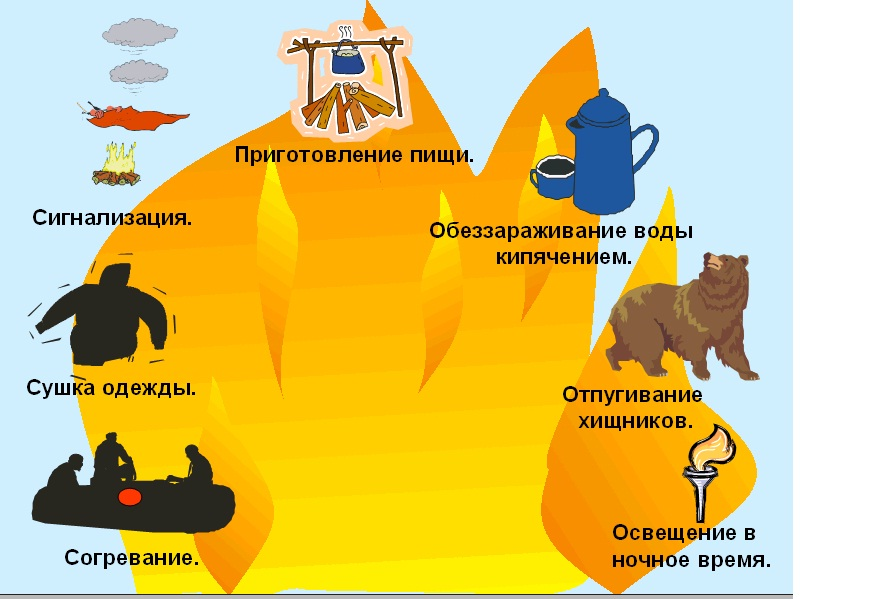 Приготовление пищи.
Сигнализация.
Обеззараживание воды
кипячением.
Сушка одежды.
Отпугивание
хищников.
Согревание.
Освещение в
ночное время.